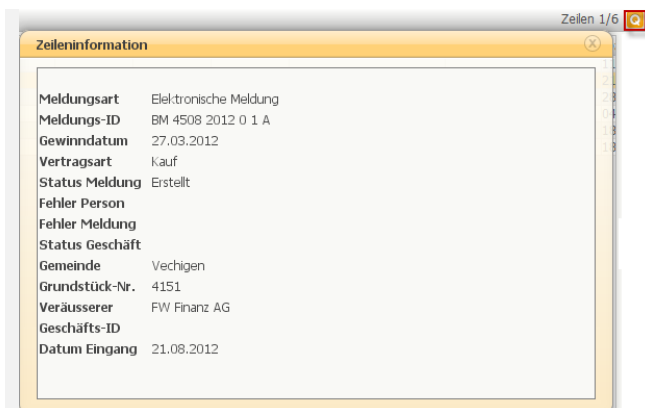 Zeilen 1/6
Zeileninformation
Meldungsart Elektronische Meldung
Meldungs-ID BM 4508 2012 0 1 A
Gewinndatum 27.03.2012
Vertragsart Kauf
Status Meldung Erstellt
Fehler Person
Fehler Meldung
Status Geschäft
Gemeinde Vechigen
Grundstück-Nr. 4151
Veräusserer FW Finanz AG
Geschäfts-ID
Datum Eingang 21.08.2012